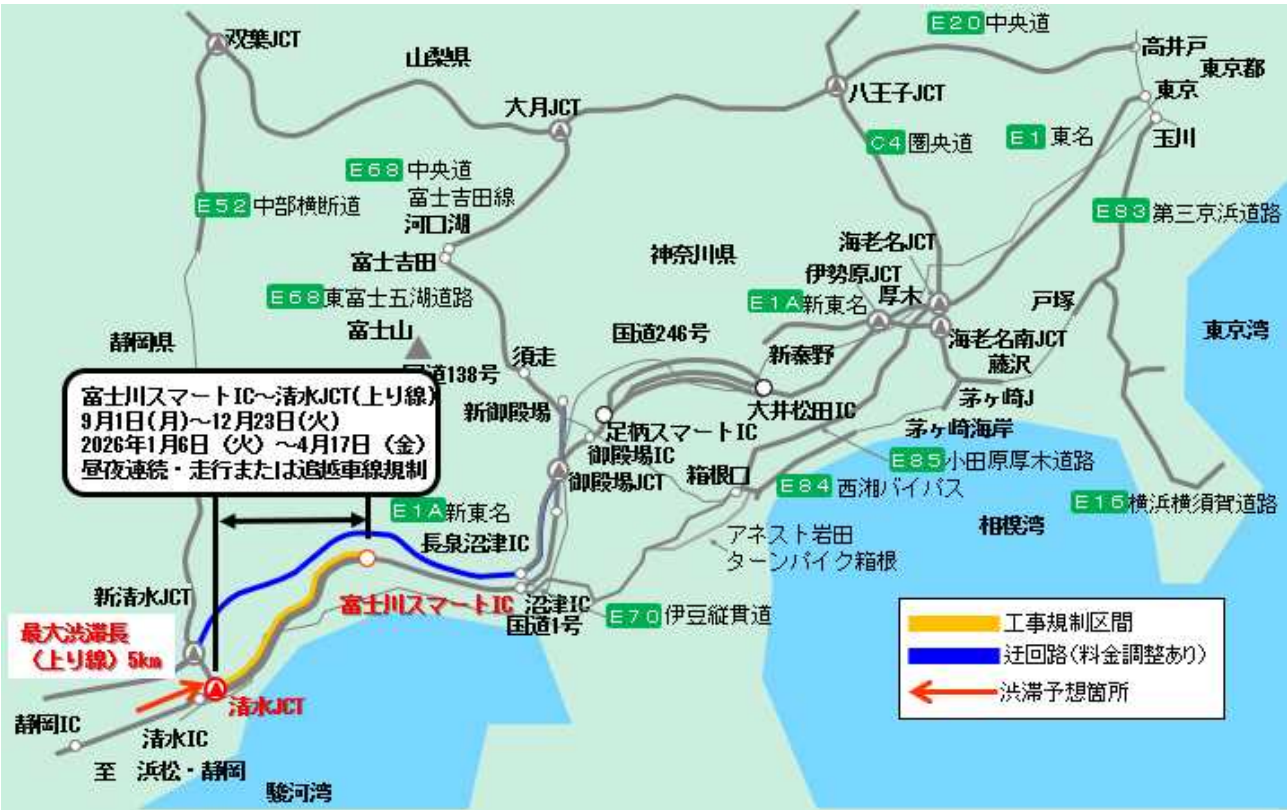 E20 中央道
双葉JCT
高井戸
山梨県
東京都
八王子JCT
東京
大月JCT
C4 圏央道
E1 東名
玉川
E68 中央道
富士吉田線
E52 中部横断道
河口湖
E83 第三京浜道路
海老名JCT
神奈川県
富士吉田
伊勢原JCT
E68 東富士五湖道路
E1A 新東名
厚木
戸塚
富士山
国道246号
東京湾
静岡県
海老名南JCT
新秦野
須走
藤沢
国道138号
富士川スマートIC～清水JCT(上り線)
9月1日(月)～12月23日(火)
2026年1月6日（火）～4月17日（金）
昼夜連続・走行または追越車線規制
新御殿場
大井松田IC
茅ヶ崎J
足柄スマートIC
茅ヶ崎海岸
御殿場IC
E85 小田原厚木道路
御殿場JCT
箱根口
E84 西湘バイパス
E16 横浜横須賀道路
E1A 新東名
相模湾
長泉沼津IC
アネスト岩田
ターンパイク箱根
新清水JCT
富士川スマートIC
沼津IC
E70 伊豆縦貫道
国道1号
最大渋滞長
（上り線）5km
工事規制区間
迂回路(料金調整あり)
渋滞予想箇所
清水JCT
静岡IC
清水IC
至　浜松・静岡
駿河湾